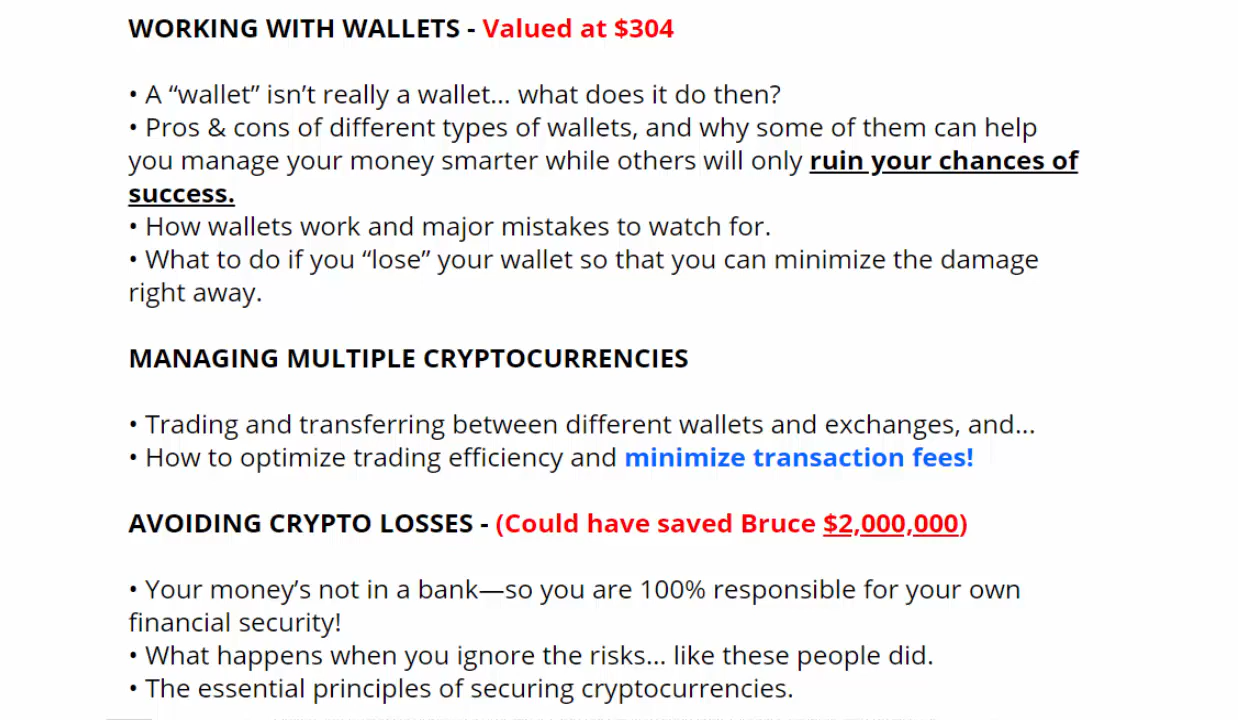 WORKING WITH WALLETS - Valued at $304
• A “wallet” isn’t really a wallet... what does it do then?
• Pros & cons of different types of wallets, and why some of them can help
you manage your money smarter while others will only ruin your chances of
success.
• How wallets work and major mistakes to watch for.
• What to do if you “lose” your wallet so that you can minimize the damage
right away.
MANAGING MULTIPLE CRYPTOCURRENCIES
• Trading and transferring between different wallets and exchanges, and...
• How to optimize trading efficiency and minimize transaction fees!
AVOIDING CRYPTO LOSSES - (Could have saved Bruce $2,000,000)
• Your money’s not in a bank—so you are 100% responsible for your own
financial security!
• What happens when you ignore the risks... like these people did.
• The essential principles of securing cryptocurrencies.